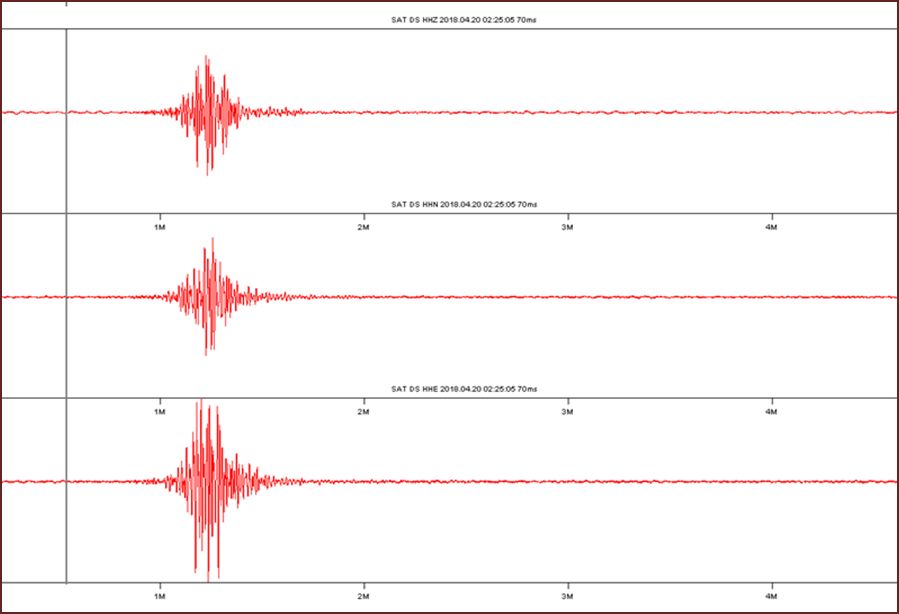 SAT DS HHZ 2018.04.20 02:25:05 70ms
SAT DS HHN 2018.04.20 02:25:05 70ms
1M 2M 3M 4M
SAT DS HHE 2018.04.20 02:25:05 70ms
1M 2M 3M 4M
1M 2M 3M 4M